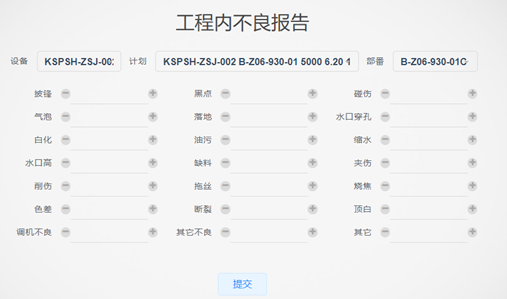 工程内不良报告
设备 KSPSH-ZSJ-002 计划 KSPSH-ZSJ-002 B-Z06-930-01 5000 6.20 部番 B-Z06-930-01C
披锋 黑点 碰伤
气泡 落地 水口穿孔
白化 油污 缩水
水口高 缺料 夹伤
削伤 拖丝 烧焦
色差 断裂 顶白
调机不良 其它不良 其它
提交